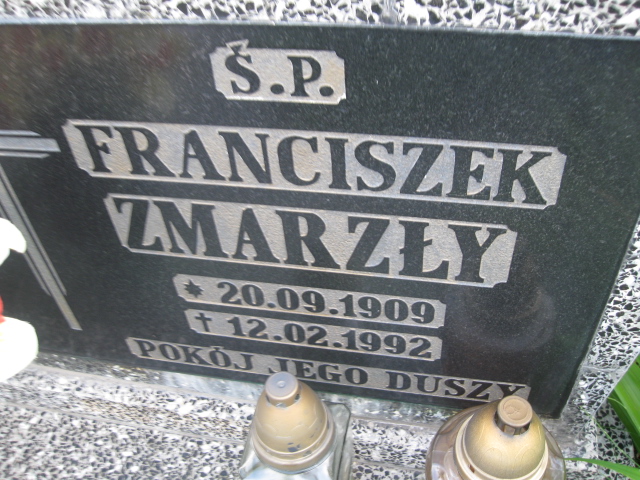 Ś.P.
FRANCISZEK
ZMARZŁY
* 20.09.1909
† 12.02.1992
POKÓJ JEGO DUSZY